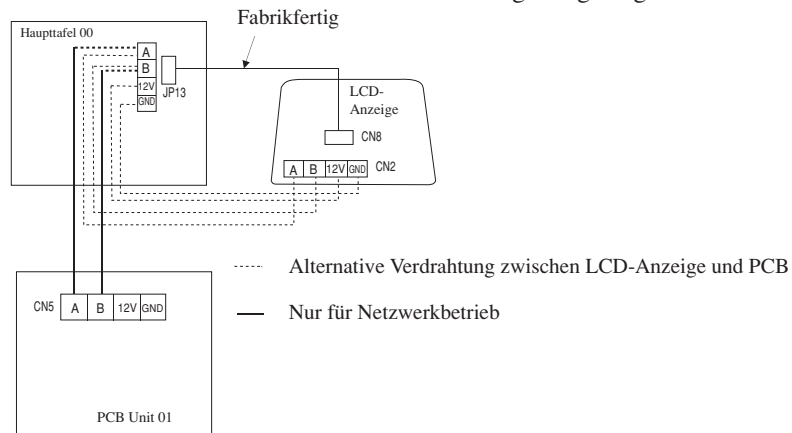 Fabrikfertig
Haupttafel 00
A
B
12V
GND
JP13
LCD-
Anzeige
CN8
A B 12V GND CN2
Alternative Verdrahtung zwischen LCD-Anzeige und PCB
CN5 A B 12V GND
Nur für Netzwerkbetrieb
PCB Unit 01